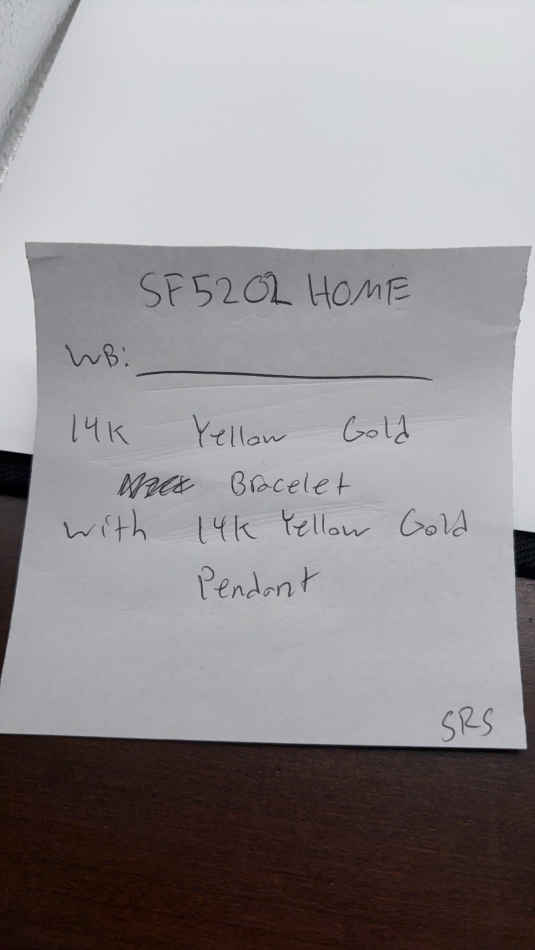 SF5202 HOME
WB:
14K Yellow Gold
Bracelet
with 14K Yellow Gold
Pendant
SRS